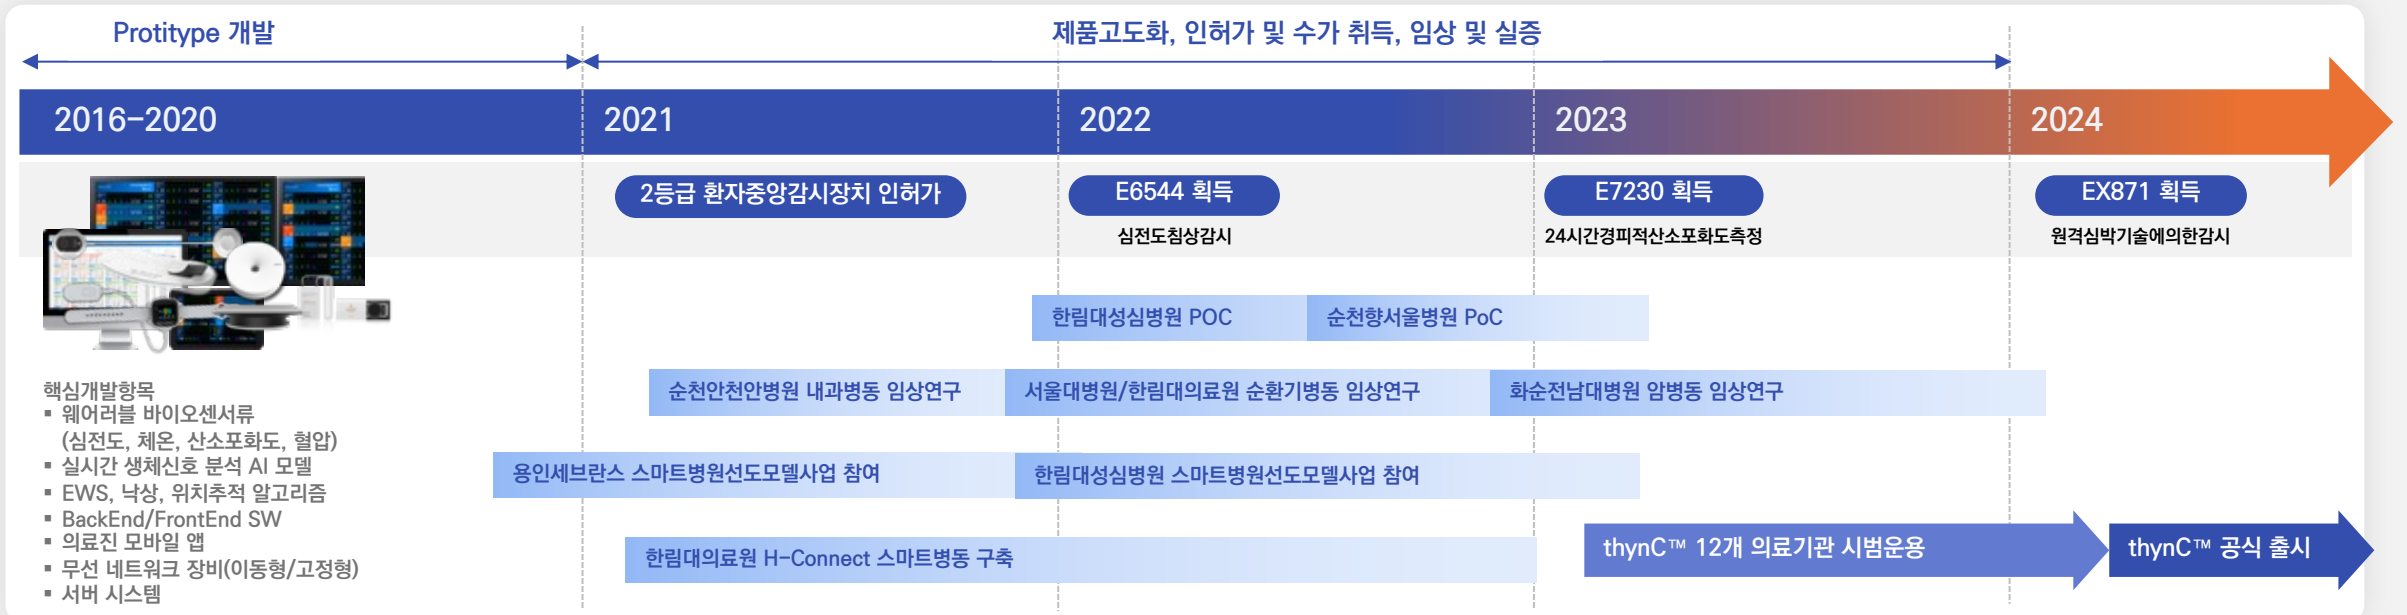 Protitype 개발
제품고도화, 인허가 및 수가 취득, 임상 및 실증
2016-2020
2021
2022
2023
2024
2등급 환자중앙감시장치 인허가
E6544 획득
심전도침상감시
E7230 획득
24시간경피적산소포화도측정
EX871 획득
원격심박기술에의한감시
한림대성심병원 POC
순천향서울병원 PoC
순천안천안병원 내과병동 임상연구
서울대병원/한림대의료원 순환기병동 임상연구
화순전남대병원 암병동 임상연구
용인세브란스 스마트병원선도모델사업 참여
한림대성심병원 스마트병원선도모델사업 참여
한림대의료원 H-Connect 스마트병동 구축
thynC™ 12개 의료기관 시범운용
thynC™ 공식 출시
핵심개발항목
▪ 웨어러블 바이오센서류
(심전도, 체온, 산소포화도, 혈압)
▪ 실시간 생체신호 분석 AI 모델
▪ EWS, 낙상, 위치추적 알고리즘
▪ BackEnd/FrontEnd SW
▪ 의료진 모바일 앱
▪ 무선 네트워크 장비(이동형/고정형)
▪ 서버 시스템